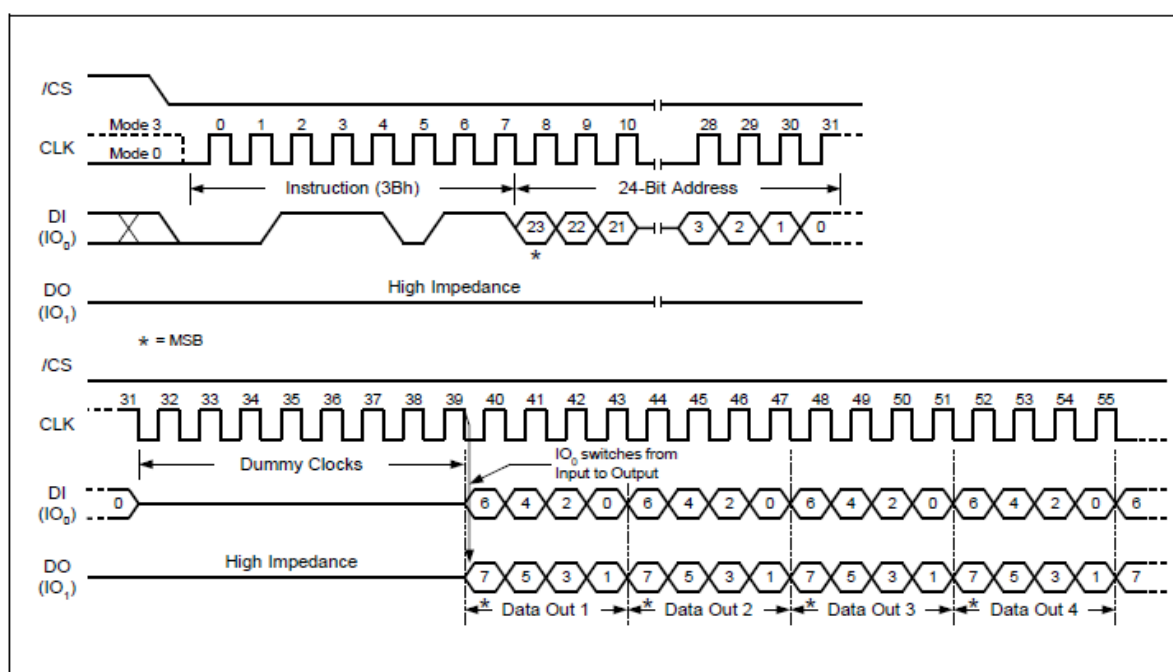 /CS
Mode 3 0 1 2 3 4 5 6 7 8 9 10 28 29 30 31
CLK
Mode 0
Instruction (3Bh) 24-Bit Address
DI
(IO0) 23 22 21 3 2 1 0
*
High Impedance
DO
(IO1)
* = MSB
/CS
31 32 33 34 35 36 37 38 39 40 41 42 43 44 45 46 47 48 49 50 51 52 53 54 55
CLK
Dummy Clocks
IO0 switches from
Input to Output
DI
(IO0) 0 6 4 2 0 6 4 2 0 6 4 2 0 6 4 2 0 6
High Impedance
DO
(IO1) 7 5 3 1 7 5 3 1 7 5 3 1 7 5 3 1 7
* Data Out 1 * Data Out 2 * Data Out 3 * Data Out 4